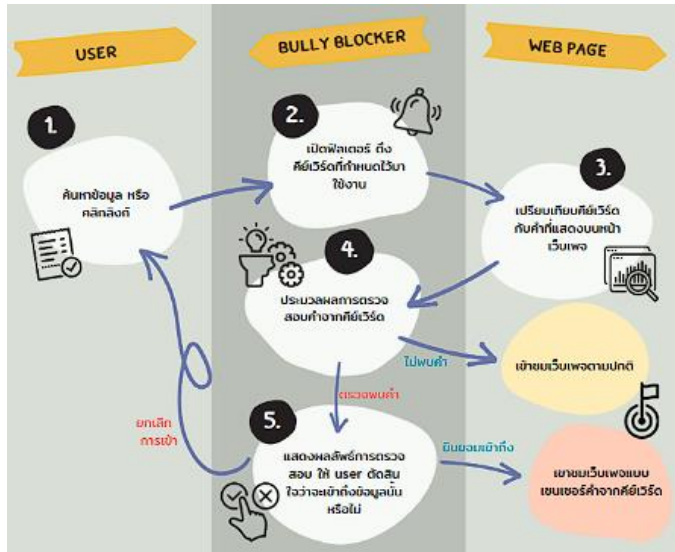 USER
BULLY BLOCKER
WEB PAGE
1.
ค้นหาข้อมูล หรือ
คลิกลิงก์
2.
เปิดฟิลเตอร์ ดึง
คีย์เวิร์ดที่กำหนดไว้มา
ใช้งาน
3.
เปรียบเทียบคีย์เวิร์ด
กับคำที่แสดงบนหน้า
เว็บเพจ
4.
ประมวลผลการตรวจ
สอบคำจากคีย์เวิร์ด
ไม่พบคำ
เข้าชมเว็บเพจตามปกติ
ตรวจพบคำ
ยกเลิก
การเข้า
5.
แสดงผลลัพธ์การตรวจ
สอบ ให้ user ตัดสิน
ใจว่าจะเข้าถึงข้อมูลนั้น
หรือไม่
ยินยอมเข้าถึง
เขาชมเว็บเพจแบบ
เซนเซอร์คำจากคีย์เวิร์ด